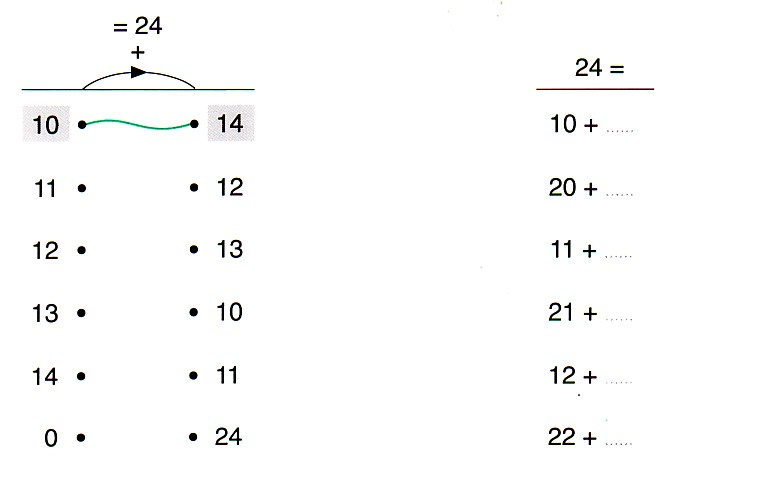 = 24
+
10 • • 14
11 • • 12
12 • • 13
13 • • 10
14 • • 11
0 • • 24
24 =
10 + ......
20 + ......
11 + ......
21 + ......
12 + ......
22 + ......